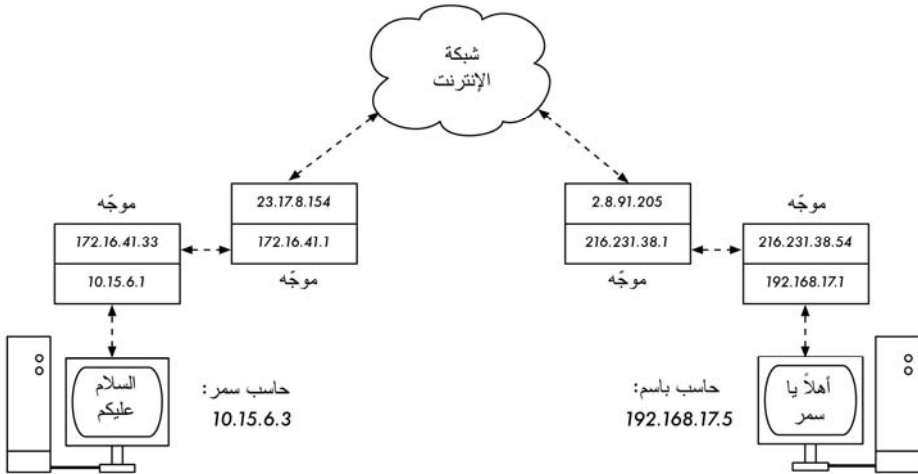 شبكة
الإنترنت
موجّه
23.17.8.154
172.16.41.1
موجّه
172.16.41.33
10.15.6.1
2.8.91.205
216.231.38.1
موجّه
موجّه
216.231.38.54
192.168.17.1
السلام
عليكم
حاسب سمر:
10.15.6.3
حاسب باسم:
192.168.17.5
أهلاً يا
سمر